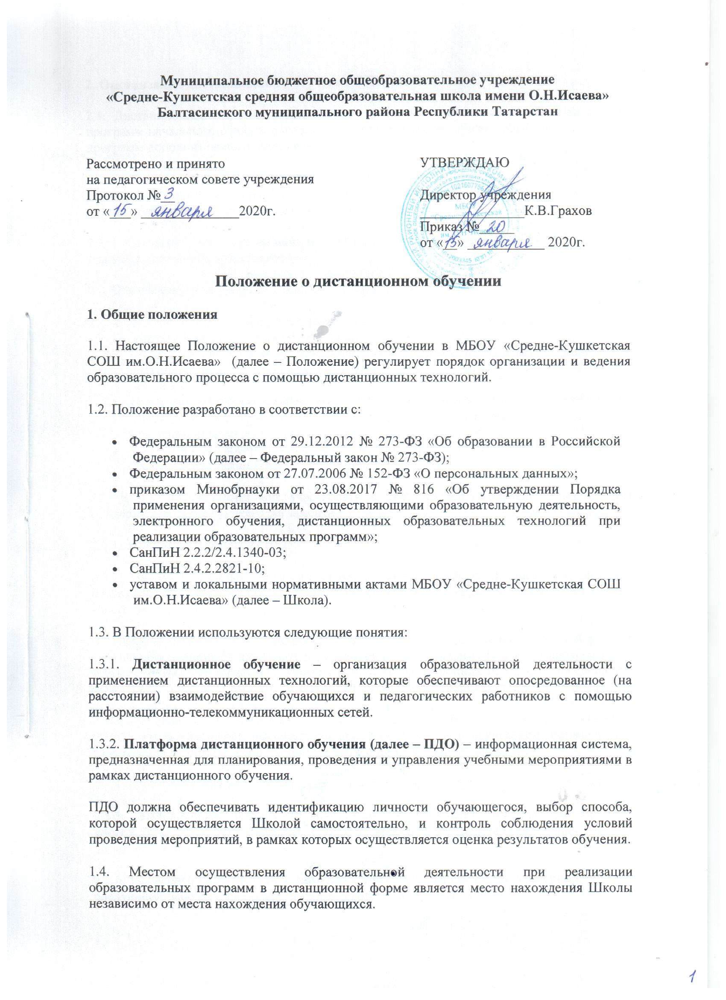 Муниципальное бюджетное общеобразовательное учреждение
«Средне-Кушкетская средняя общеобразовательная школа имени О.Н.Исаева»
Балтасинского муниципального района Республики Татарстан
Рассмотрено и принято
на педагогическом совете учреждения
Протокол № 3
от «15» января 2020г.
УТВЕРЖДАЮ
Директор учреждения
К.В.Грахов
Приказ № 20
от «15» января 2020г.
Положение о дистанционном обучении
1. Общие положения
1.1. Настоящее Положение о дистанционном обучении в МБОУ «Средне-Кушкетская
СОШ им.О.Н.Исаева» (далее – Положение) регулирует порядок организации и ведения
образовательного процесса с помощью дистанционных технологий.
1.2. Положение разработано в соответствии с:
• Федеральным законом от 29.12.2012 № 273-ФЗ «Об образовании в Российской
Федерации» (далее – Федеральный закон № 273-ФЗ);
• Федеральным законом от 27.07.2006 № 152-ФЗ «О персональных данных»;
• приказом Минобрнауки от 23.08.2017 № 816 «Об утверждении Порядка
применения организациями, осуществляющими образовательную деятельность,
электронного обучения, дистанционных образовательных технологий при
реализации образовательных программ»;
• СанПиН 2.2.2/2.4.1340-03;
• СанПиН 2.4.2.2821-10;
• уставом и локальными нормативными актами МБОУ «Средне-Кушкетская СОШ
им.О.Н.Исаева» (далее – Школа).
1.3. В Положении используются следующие понятия:
1.3.1. Дистанционное обучение – организация образовательной деятельности с
применением дистанционных технологий, которые обеспечивают опосредованное (на
расстоянии) взаимодействие обучающихся и педагогических работников с помощью
информационно-телекоммуникационных сетей.
1.3.2. Платформа дистанционного обучения (далее – ПДО) – информационная система,
предназначенная для планирования, проведения и управления учебными мероприятиями в
рамках дистанционного обучения.
ПДО должна обеспечивать идентификацию личности обучающегося, выбор способа,
которой осуществляется Школой самостоятельно, и контроль соблюдения условий
проведения мероприятий, в рамках которых осуществляется оценка результатов обучения.
1.4. Местом осуществления образовательной деятельности при реализации
образовательных программ в дистанционной форме является место нахождения Школы
независимо от места нахождения обучающихся.
1